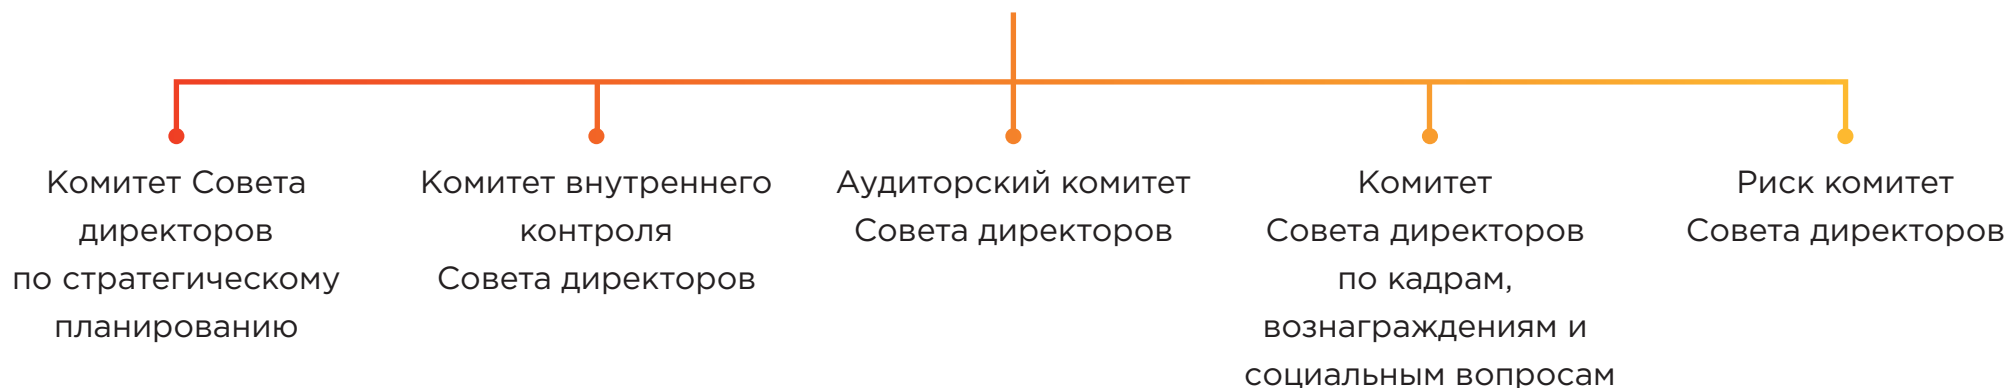 Комитет Совета
директоров
по стратегическому
планированию
Комитет внутреннего
контроля
Совета директоров
Аудиторский комитет
Совета директоров
Комитет
Совета директоров
по кадрам,
вознаграждениям и
социальным вопросам
Риск комитет
Совета директоров